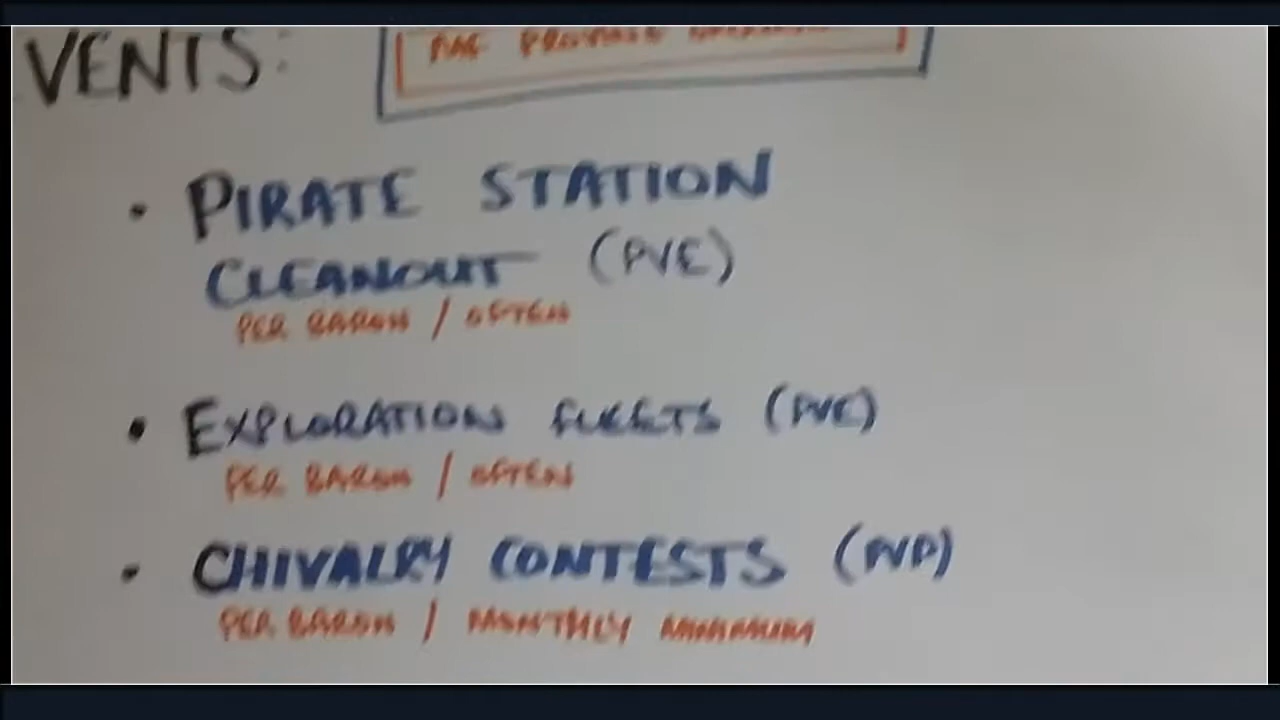 VENTS:
PIRATE STATION
CLEANOUT (PVE)
PER BARON / OFTEN
EXPLORATION FLEETS (PVE)
PER BARON / OFTEN
CHIVALRY CONTESTS (PVP)
PER BARON / MONTHLY MINIMUM